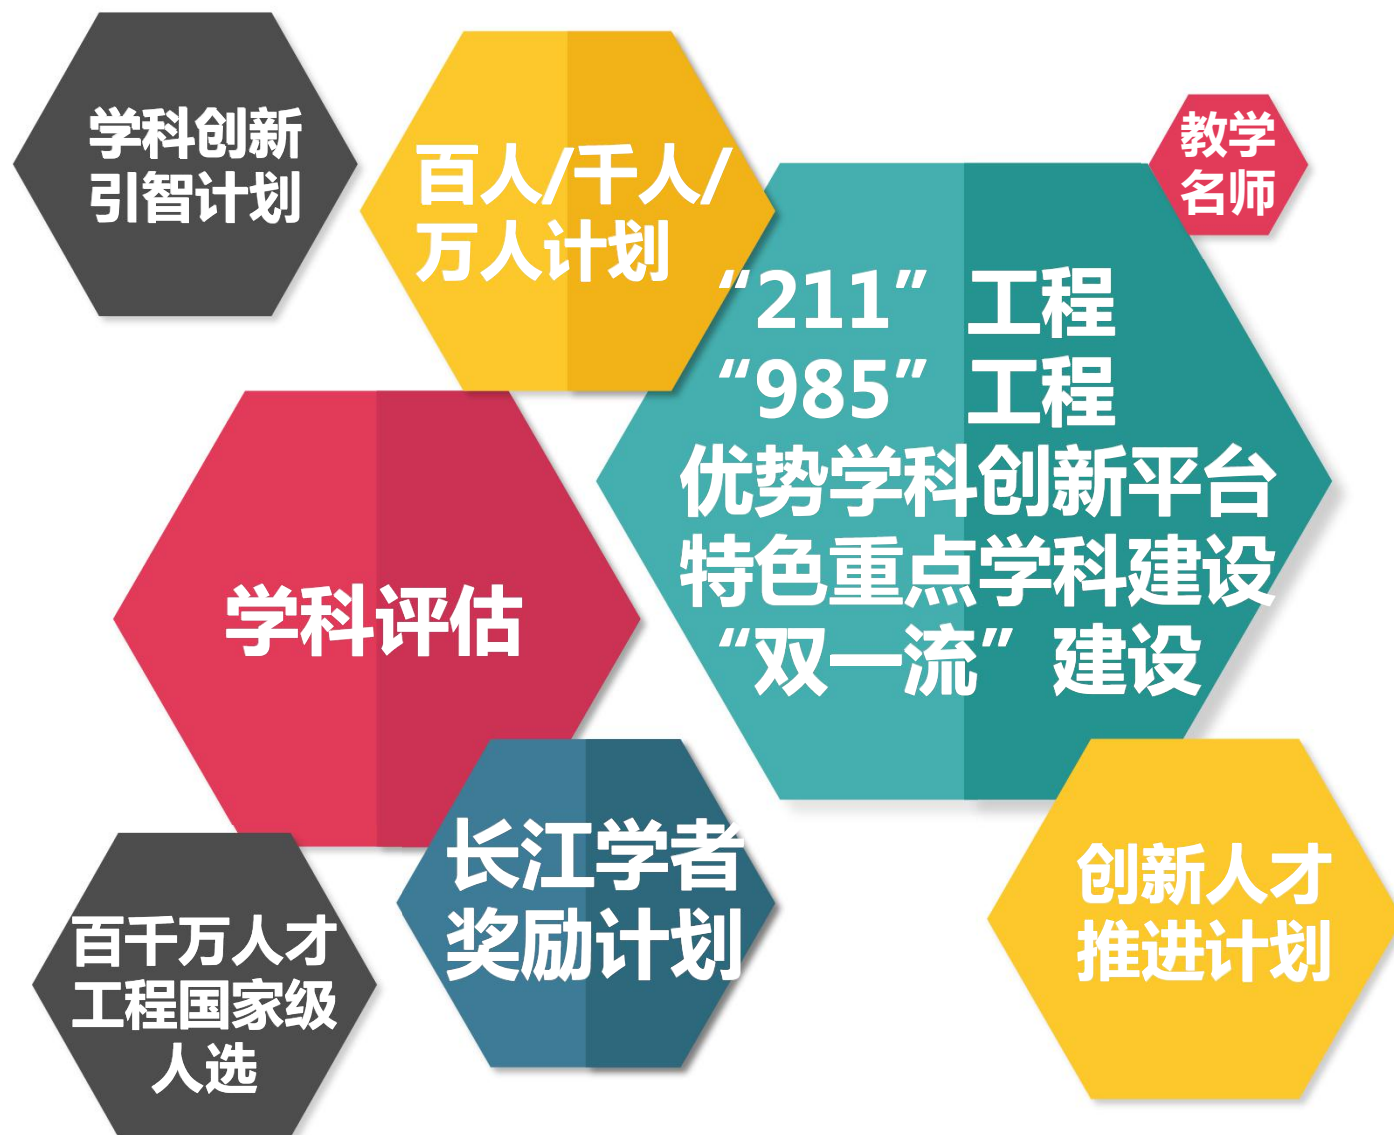 学科创新
引智计划
百人/千人/
万人计划
教学
名师
“211”工程
“985”工程
优势学科创新平台
特色重点学科建设
“双一流”建设
学科评估
长江学者
奖励计划
创新人才
推进计划
百千万人才
工程国家级
人选